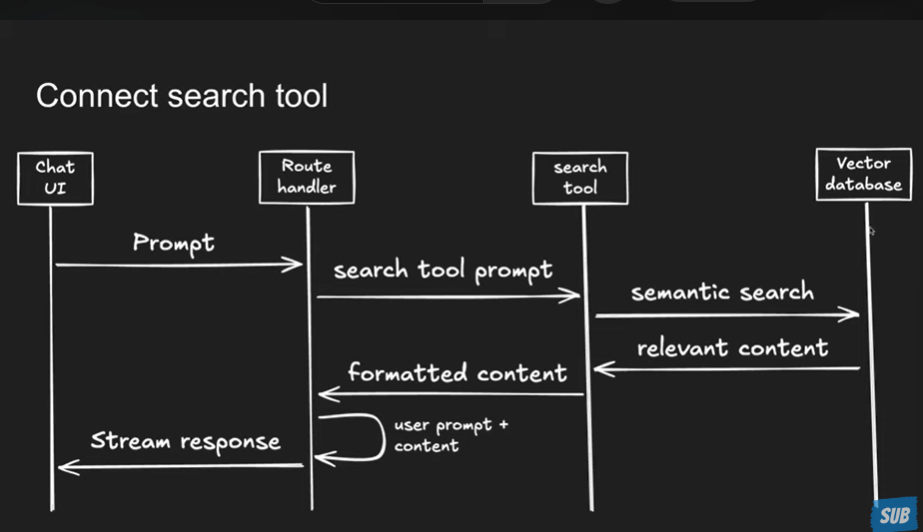 Connect search tool
Chat
UI
Route
handler
search
tool
Vector
database
Prompt
search tool prompt
semantic search
relevant content
formatted content
user prompt +
content
Stream response
SUB